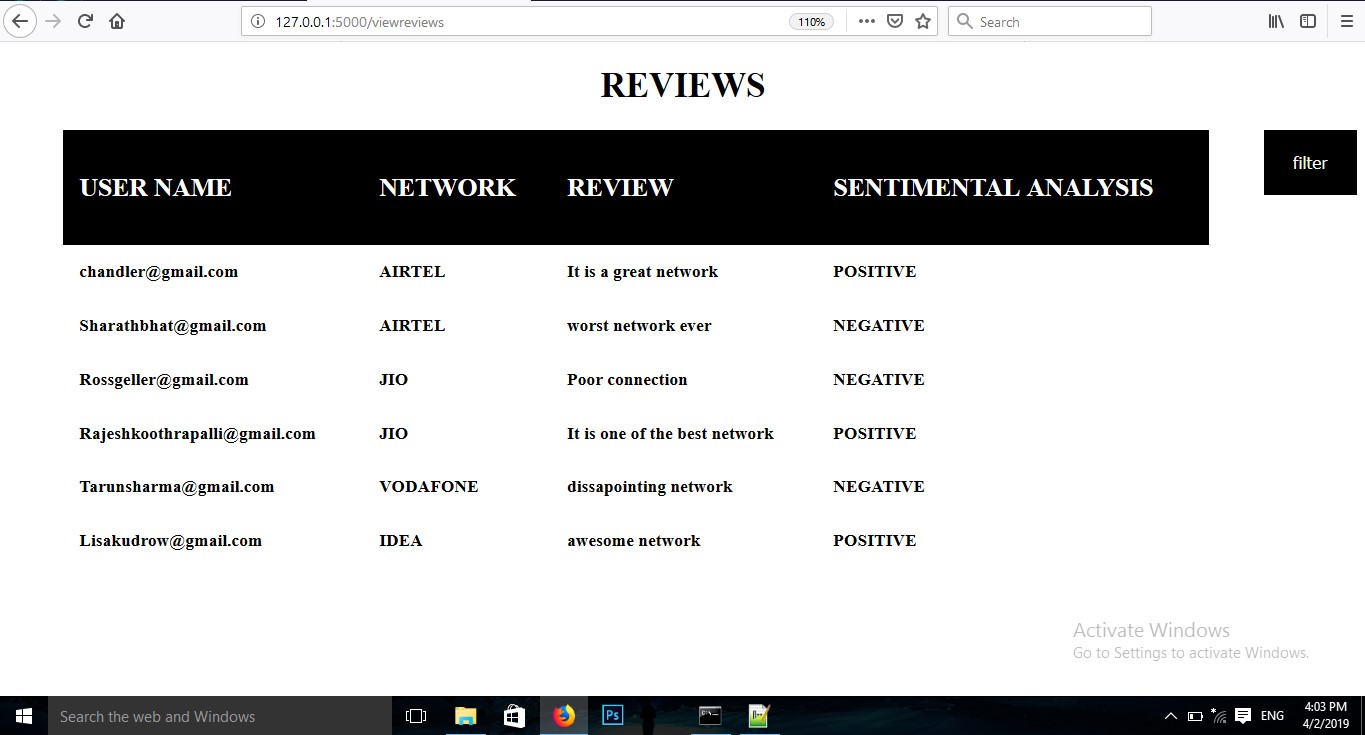 127.0.0.1:5000/viewreviews 110% Search
REVIEWS
filter
USER NAME NETWORK REVIEW SENTIMENTAL ANALYSIS
chandler@gmail.com AIRTEL It is a great network POSITIVE
Sharathbhat@gmail.com AIRTEL worst network ever NEGATIVE
Rossgeller@gmail.com JIO Poor connection NEGATIVE
Rajeshkoothrapalli@gmail.com JIO It is one of the best network POSITIVE
Tarunsharma@gmail.com VODAFONE dissapointing network NEGATIVE
Lisakudrow@gmail.com IDEA awesome network POSITIVE
Activate Windows
Go to Settings to activate Windows.
Search the web and Windows Ps ENG 4:03 PM
4/2/2019